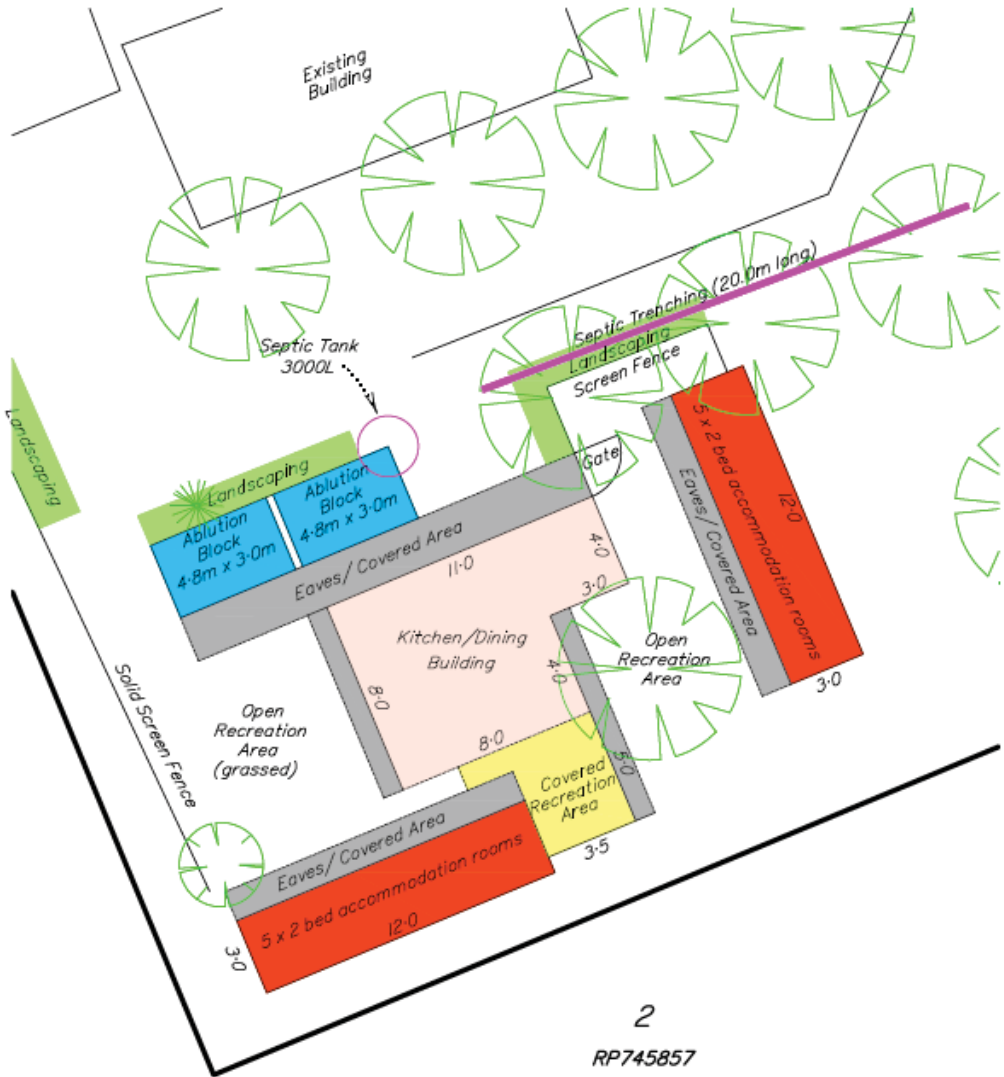 Existing
Building
Septic Trenching (20.0m long)
Septic Tank
3000L
Landscaping
Screen Fence
Landscaping
Landscaping
Gate
5 x 2 bed accommodation rooms
12·0
3·0
Eaves/ Covered Area
Ablution
Block
4·8m x 3·0m
Ablution
Block
4·8m x 3·0m
Eaves/ Covered Area
11·0
4·0
3·0
Kitchen/Dining
Building
8·0
4·0
8·0
Open
Recreation
Area
Open
Recreation
Area
(grassed)
Solid Screen Fence
5·0
Covered
Recreation
Area
3·5
Eaves/ Covered Area
5 x 2 bed accommodation rooms
12·0
3·0
2
RP745857